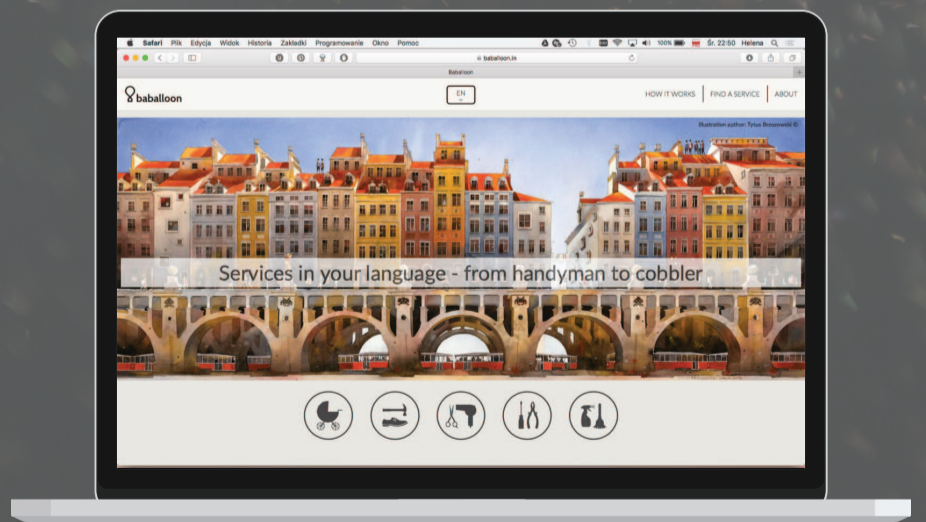 Safari Plik Edycja Widok Historia Zakładki Programowanie Okno Pomoc 100% Śr. 22:50 Helena
baballoon.in
Baballoon
baballoon
EN
HOW IT WORKS FIND A SERVICE ABOUT
Illustration author: Tytus Brzozowski ©
Services in your language - from handyman to cobbler